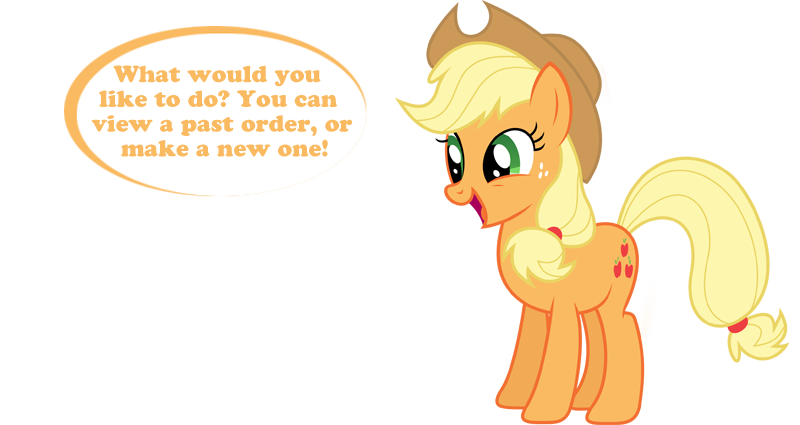 What would you
like to do? You can
view a past order, or
make a new one!